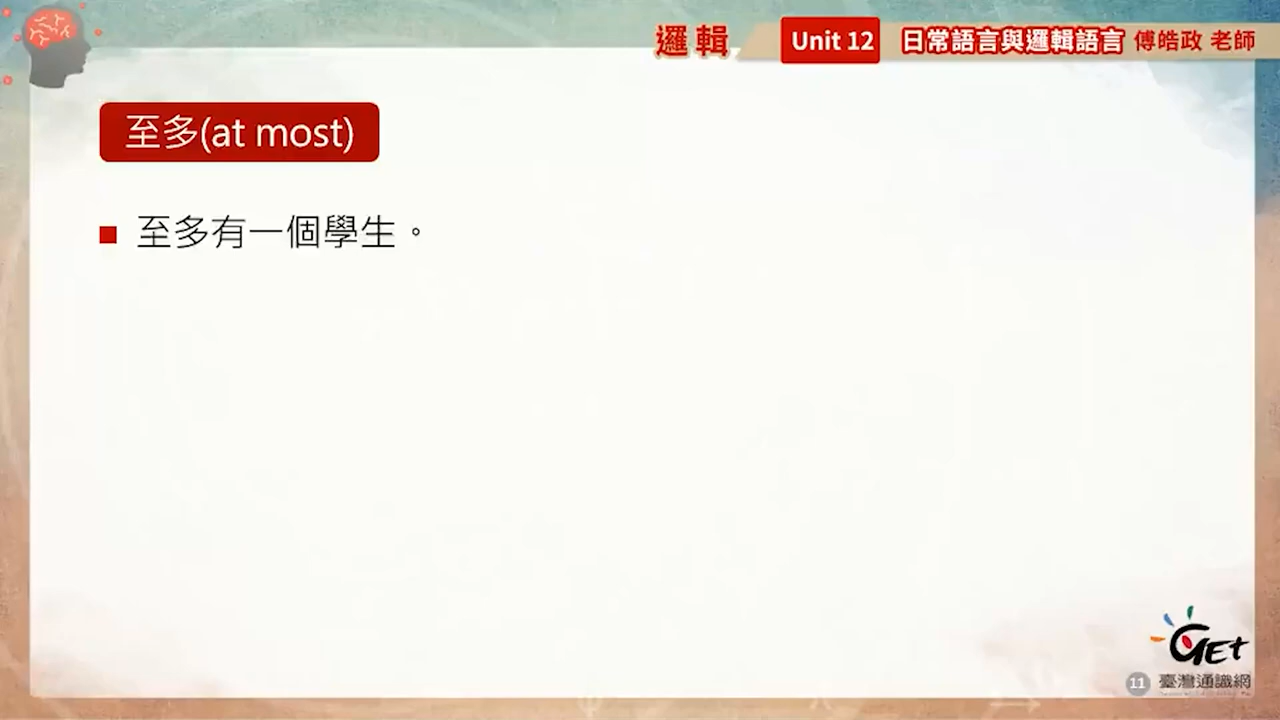 邏輯 Unit 12 日常語言與邏輯語言 傅皓政 老師
至多(at most)
至多有一個學生。
GEt
11 臺灣通識網